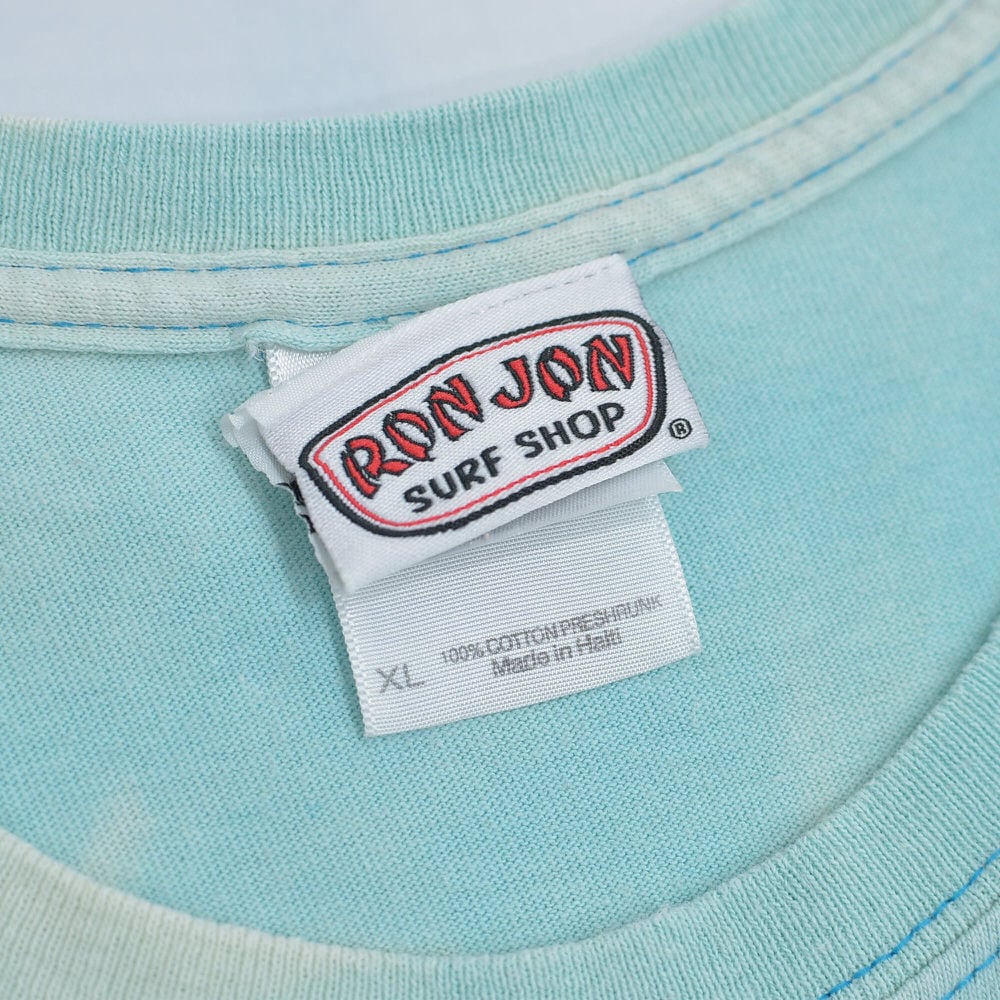 RON JON
SURF SHOP
®
100% COTTON PRESHRUNK
XL Made in Haiti